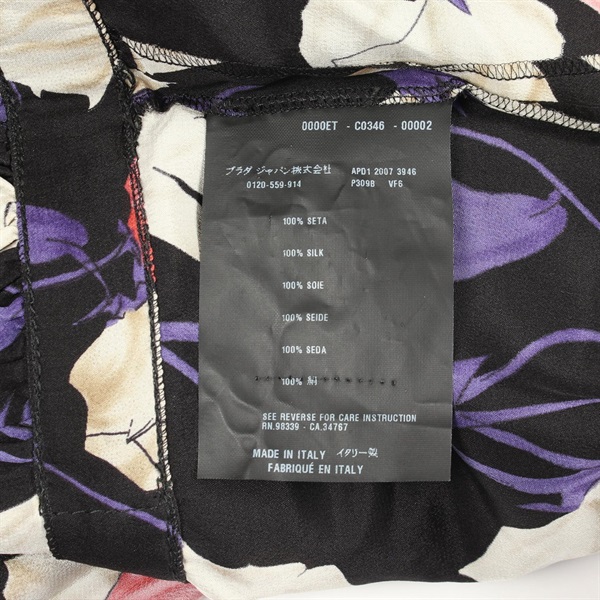 0000ET - C0346 - 00002
プラダ ジャパン株式会社 APD1 2007 3946
0120-559-914 P309B VF6
100% SETA
100% SILK
100% SOIE
100% SEIDE
100% SEDA
100% 絹
SEE REVERSE FOR CARE INSTRUCTION
RN.98339 - CA.34767
MADE IN ITALY イタリー製
FABRIQUÉ EN ITALY